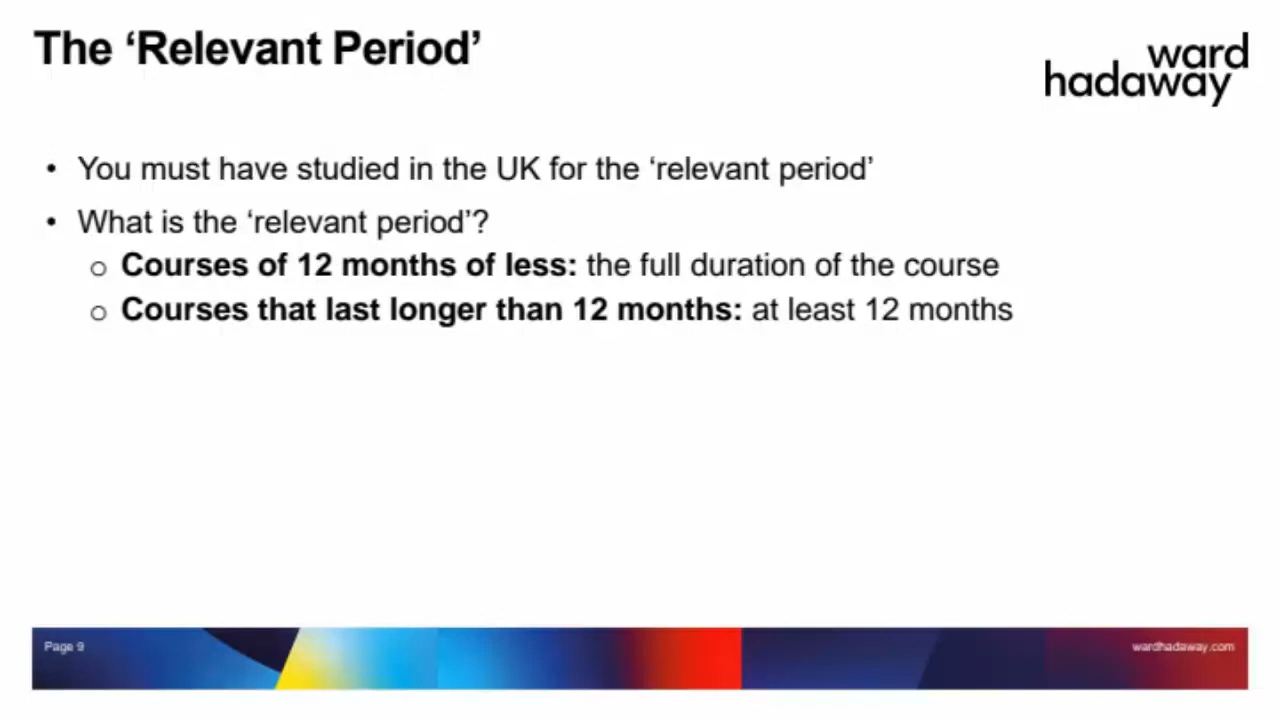 The ‘Relevant Period’
ward
hadaway
• You must have studied in the UK for the ‘relevant period’
• What is the ‘relevant period’?
o Courses of 12 months of less: the full duration of the course
o Courses that last longer than 12 months: at least 12 months
Page 9
wardhadaway.com